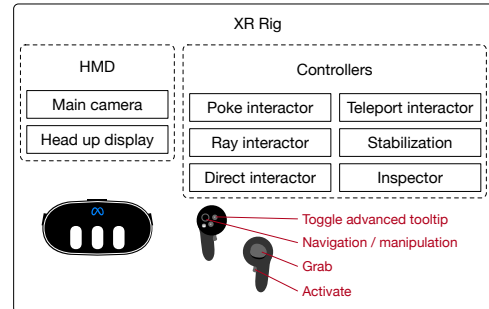 XR Rig
HMD
Main camera
Head up display
Controllers
Poke interactor
Teleport interactor
Ray interactor
Stabilization
Direct interactor
Inspector
Toggle advanced tooltip
Navigation / manipulation
Grab
Activate